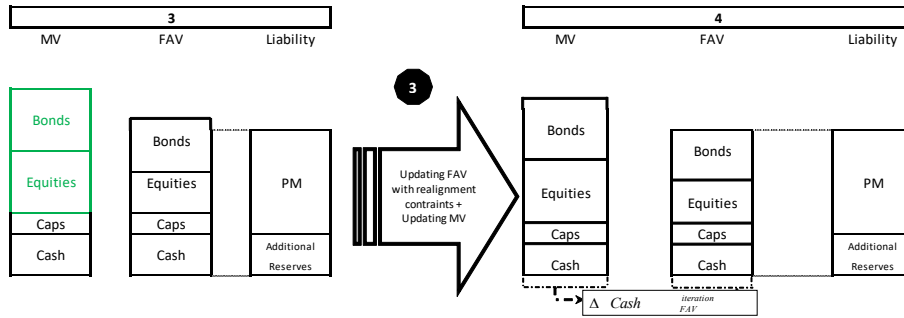 3
4
MV FAV Liability
MV FAV Liability
3
Bonds
Equities
Caps
Cash
Bonds
Equities
Caps
Cash
PM
Additional
Reserves
Updating FAV
with realignment
contraints +
Updating MV
Bonds
Equities
Caps
Cash
Bonds
Equities
Caps
Cash
PM
Additional
Reserves
Δ Cash iteration
FAV